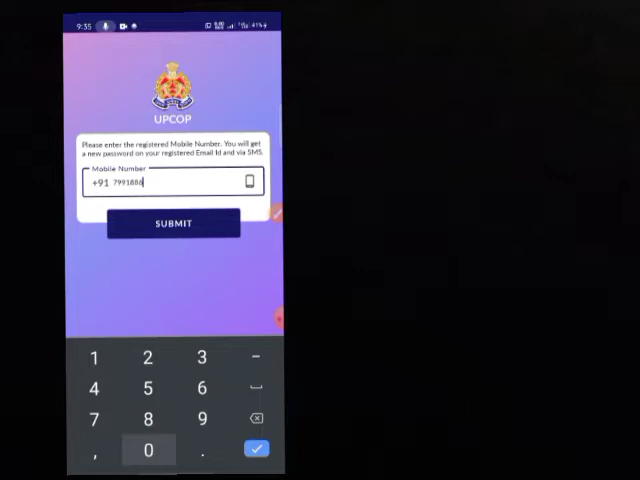 9:35
41%
UPCOP
Please enter the registered Mobile Number. You will get
a new password on your registered Email Id and via SMS.
Mobile Number
+91 7991886
SUBMIT
1 2 3 –
4 5 6
7 8 9
, 0 .